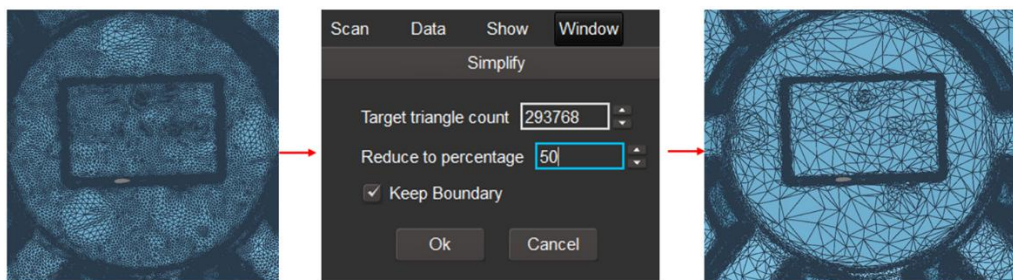 Scan Data Show Window
Simplify
Target triangle count 293768
Reduce to percentage 50
Keep Boundary
Ok Cancel